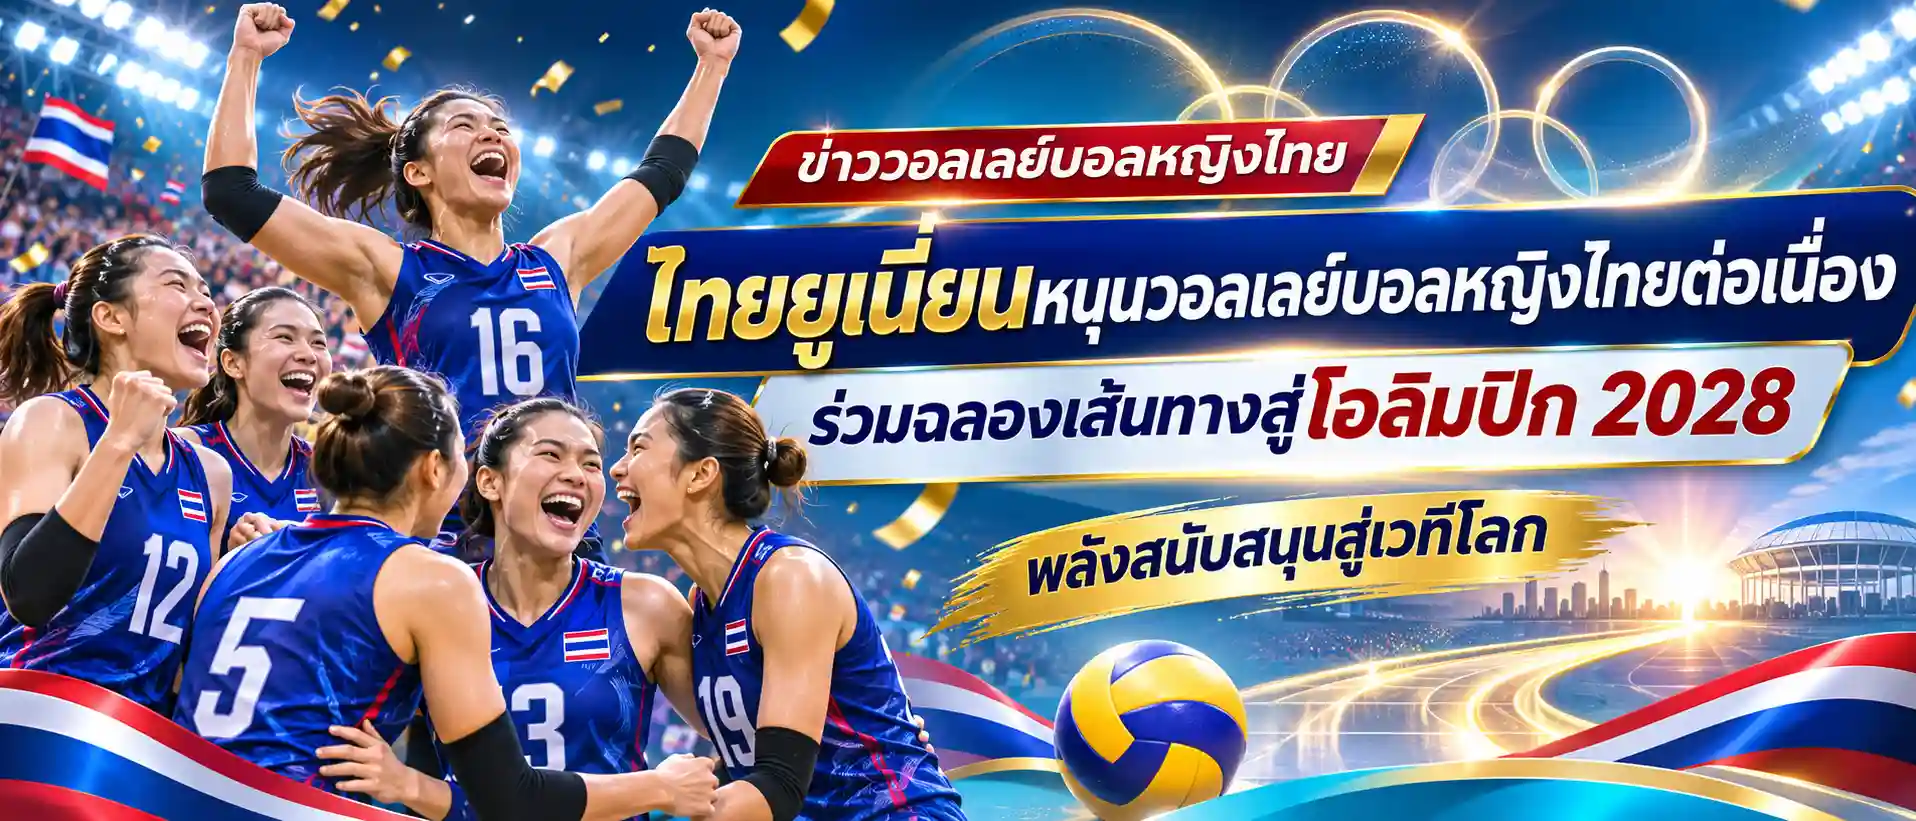 ข่าววอลเลย์บอลหญิงไทย
ไทยยูเนี่ยนหนุนวอลเลย์บอลหญิงไทยต่อเนื่อง
ร่วมฉลองเส้นทางสู่โอลิมปิก 2028
พลังสนับสนุนสู่เวทีโลก
16
12
5
3
19